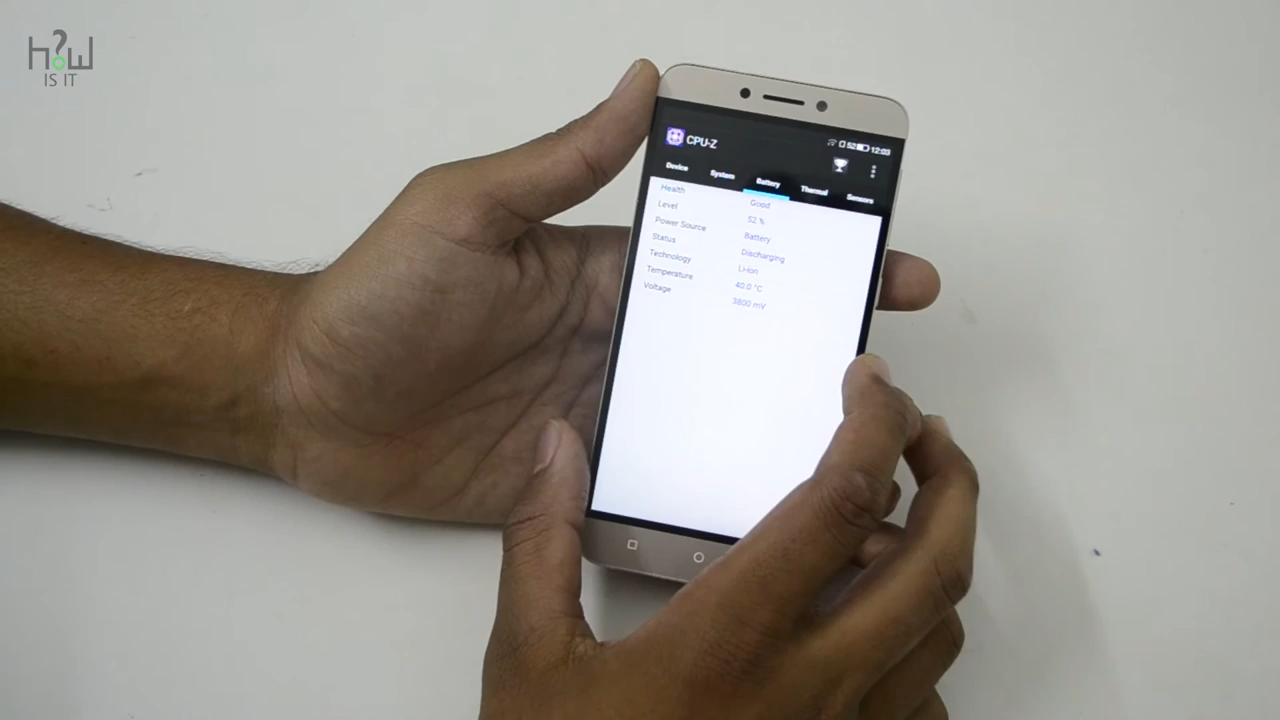 h?w
IS IT
52 12:03
CPU-Z
Device System Battery Thermal Sensors
Health Good
Level 52 %
Power Source Battery
Status Discharging
Technology Li-ion
Temperature 40.0 °C
Voltage 3800 mV